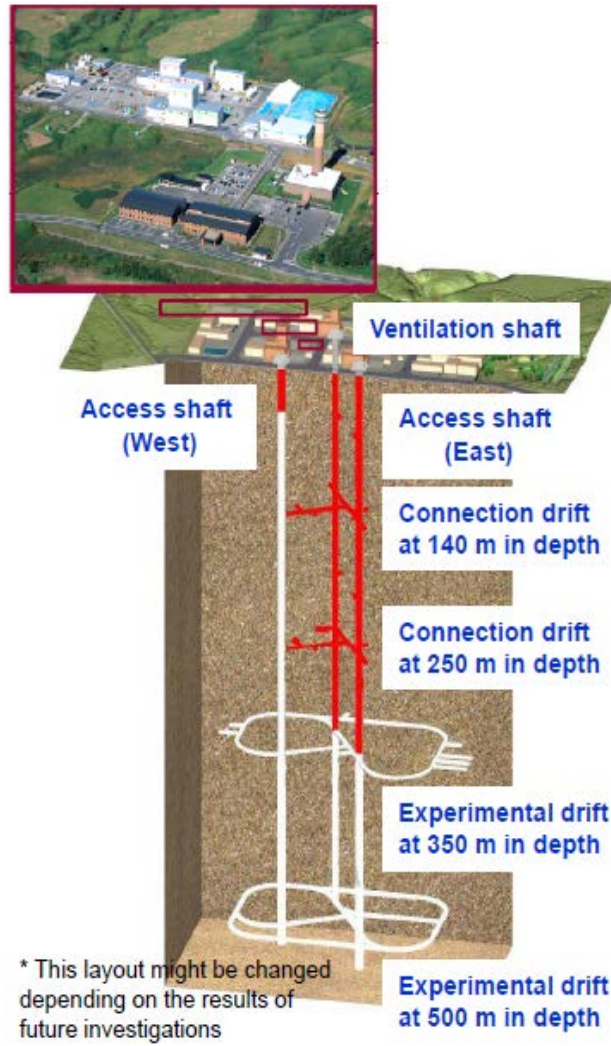 Ventilation shaft
Access shaft
(West)
Access shaft
(East)
Connection drift
at 140 m in depth
Connection drift
at 250 m in depth
Experimental drift
at 350 m in depth
* This layout might be changed
depending on the results of
future investigations
Experimental drift
at 500 m in depth